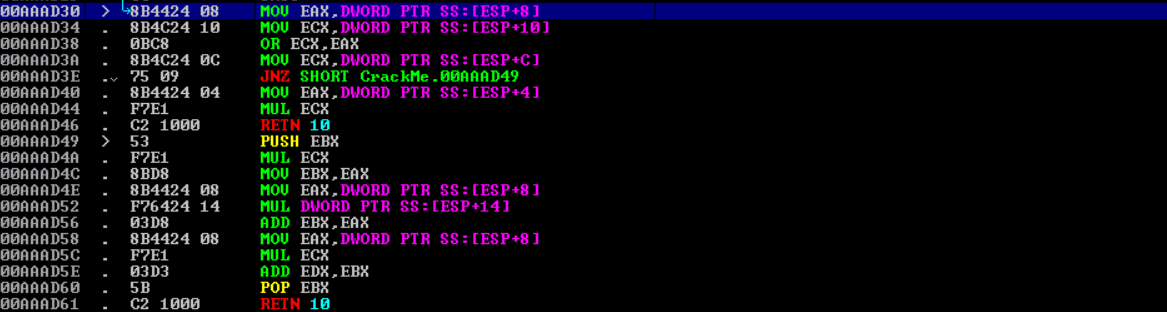 00AAAD30 > 8B4424 08 MOV EAX,DWORD PTR SS:[ESP+8]
00AAAD34 . 8B4C24 10 MOV ECX,DWORD PTR SS:[ESP+10]
00AAAD38 . 0BC8 OR ECX,EAX
00AAAD3A . 8B4C24 0C MOV ECX,DWORD PTR SS:[ESP+C]
00AAAD3E .˅ 75 09 JNZ SHORT CrackMe.00AAAD49
00AAAD40 . 8B4424 04 MOV EAX,DWORD PTR SS:[ESP+4]
00AAAD44 . F7E1 MUL ECX
00AAAD46 . C2 1000 RETN 10
00AAAD49 > 53 PUSH EBX
00AAAD4A . F7E1 MUL ECX
00AAAD4C . 8BD8 MOV EBX,EAX
00AAAD4E . 8B4424 08 MOV EAX,DWORD PTR SS:[ESP+8]
00AAAD52 . F76424 14 MUL DWORD PTR SS:[ESP+14]
00AAAD56 . 03D8 ADD EBX,EAX
00AAAD58 . 8B4424 08 MOV EAX,DWORD PTR SS:[ESP+8]
00AAAD5C . F7E1 MUL ECX
00AAAD5E . 03D3 ADD EDX,EBX
00AAAD60 . 5B POP EBX
00AAAD61 . C2 1000 RETN 10